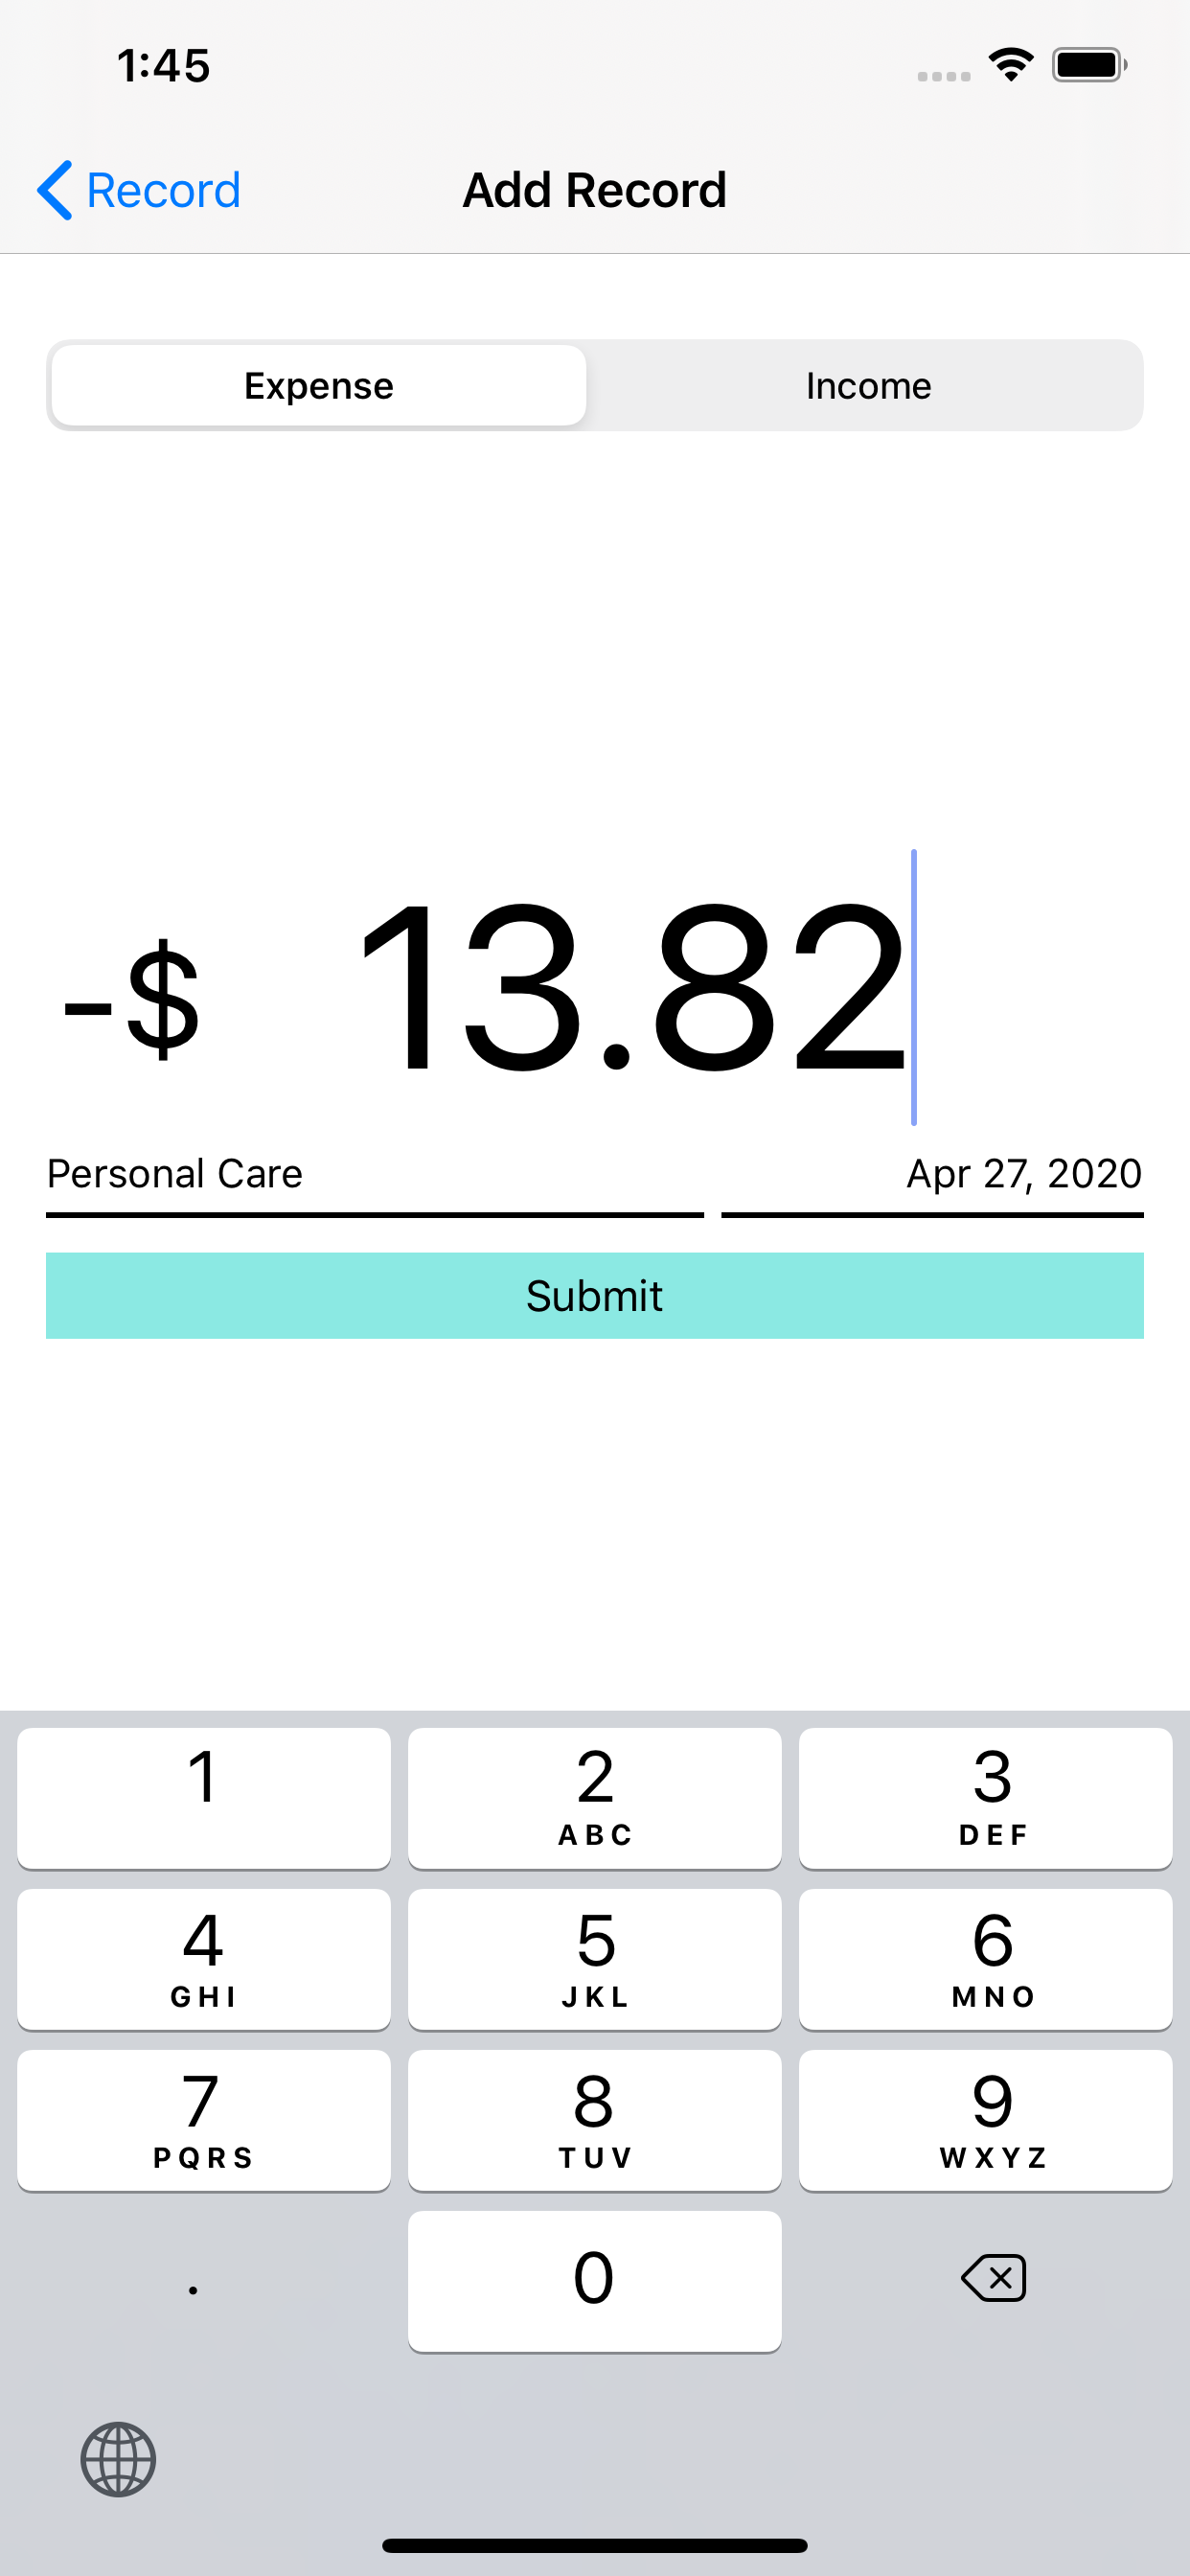 1:45
Record Add Record
Expense Income
-$ 13.82
Personal Care Apr 27, 2020
Submit
1 2 3
ABC DEF
4 5 6
GHI JKL MNO
7 8 9
PQRS TUV WXYZ
. 0